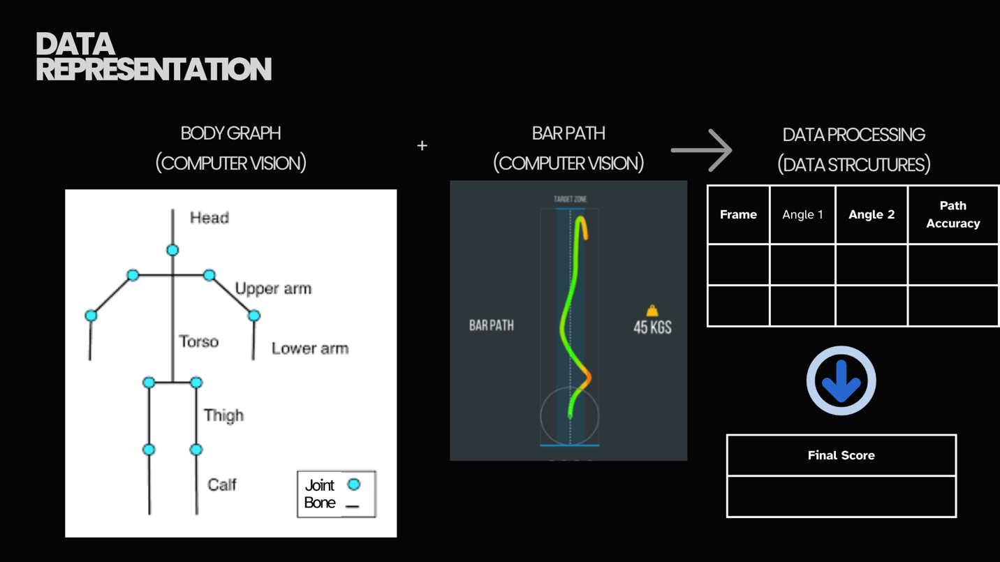 DATA
REPRESENTATION
BODY GRAPH
(COMPUTER VISION)
+
BAR PATH
(COMPUTER VISION)
DATA PROCESSING
(DATA STRCUTURES)
Head
Upper arm
Torso
Lower arm
Thigh
Calf
Joint
Bone
TARGET ZONE
BAR PATH
45 KGS
Frame
Angle 1
Angle 2
Path
Accuracy
Final Score